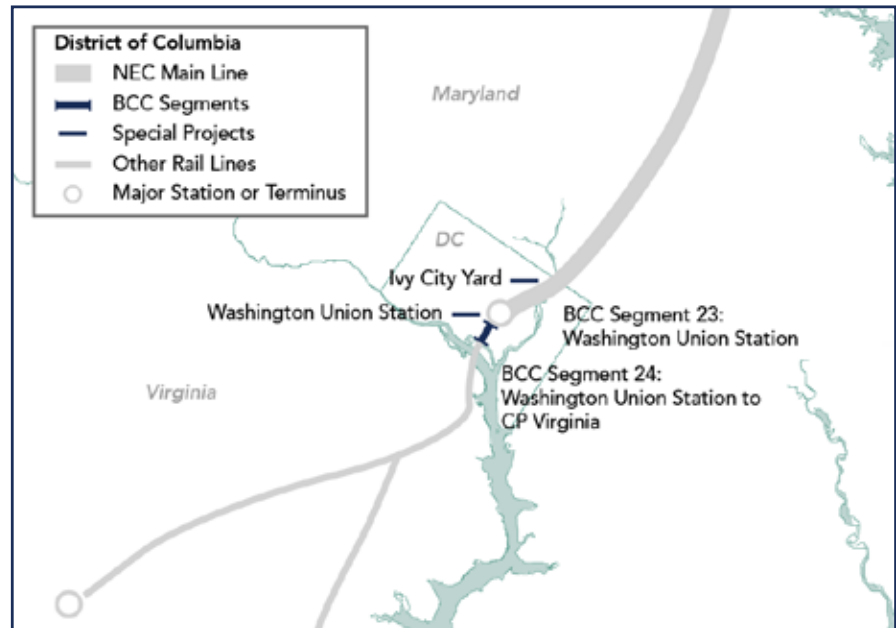 District of Columbia
NEC Main Line
BCC Segments
Special Projects
Other Rail Lines
Major Station or Terminus
Maryland
DC
Ivy City Yard
Washington Union Station
BCC Segment 23:
Washington Union Station
Virginia
BCC Segment 24:
Washington Union Station to
CP Virginia